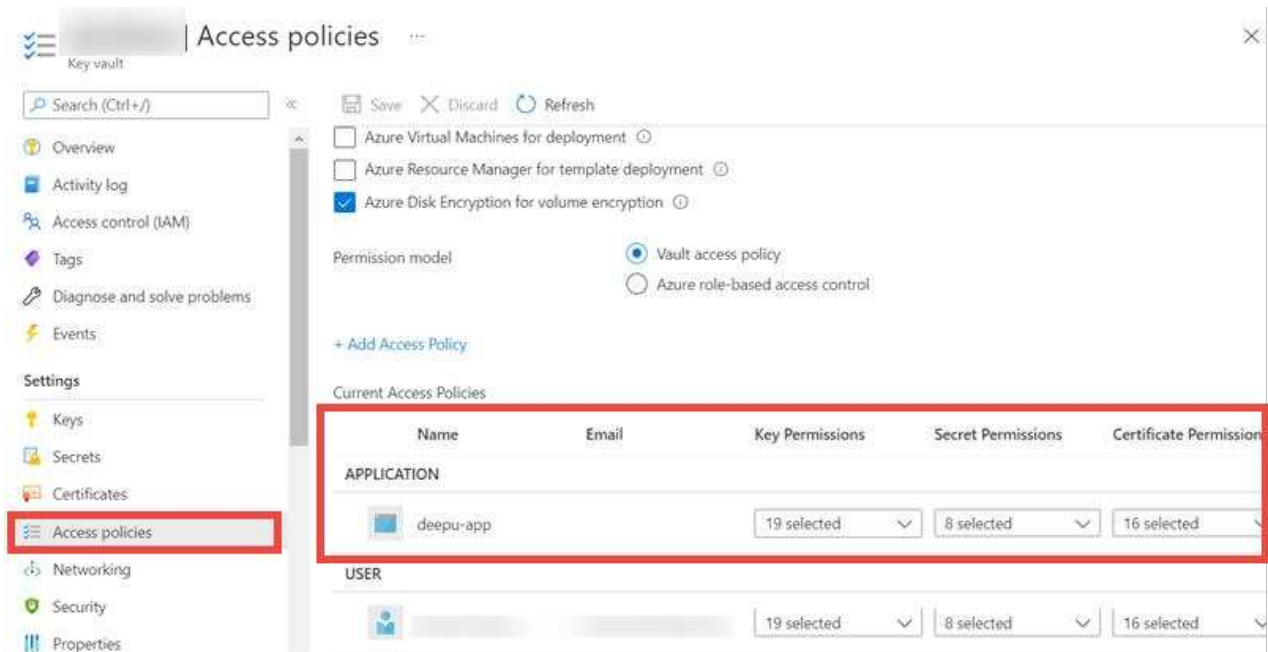 | Access policies ...
Key vault
Search (Ctrl+/)
Overview
Activity log
Access control (IAM)
Tags
Diagnose and solve problems
Events
Settings
Keys
Secrets
Certificates
Access policies
Networking
Security
Properties
Save Discard Refresh
Azure Virtual Machines for deployment
Azure Resource Manager for template deployment
Azure Disk Encryption for volume encryption
Permission model Vault access policy
Azure role-based access control
+ Add Access Policy
Current Access Policies
Name Email Key Permissions Secret Permissions Certificate Permission
APPLICATION
deepu-app 19 selected 8 selected 16 selected
USER
19 selected 8 selected 16 selected